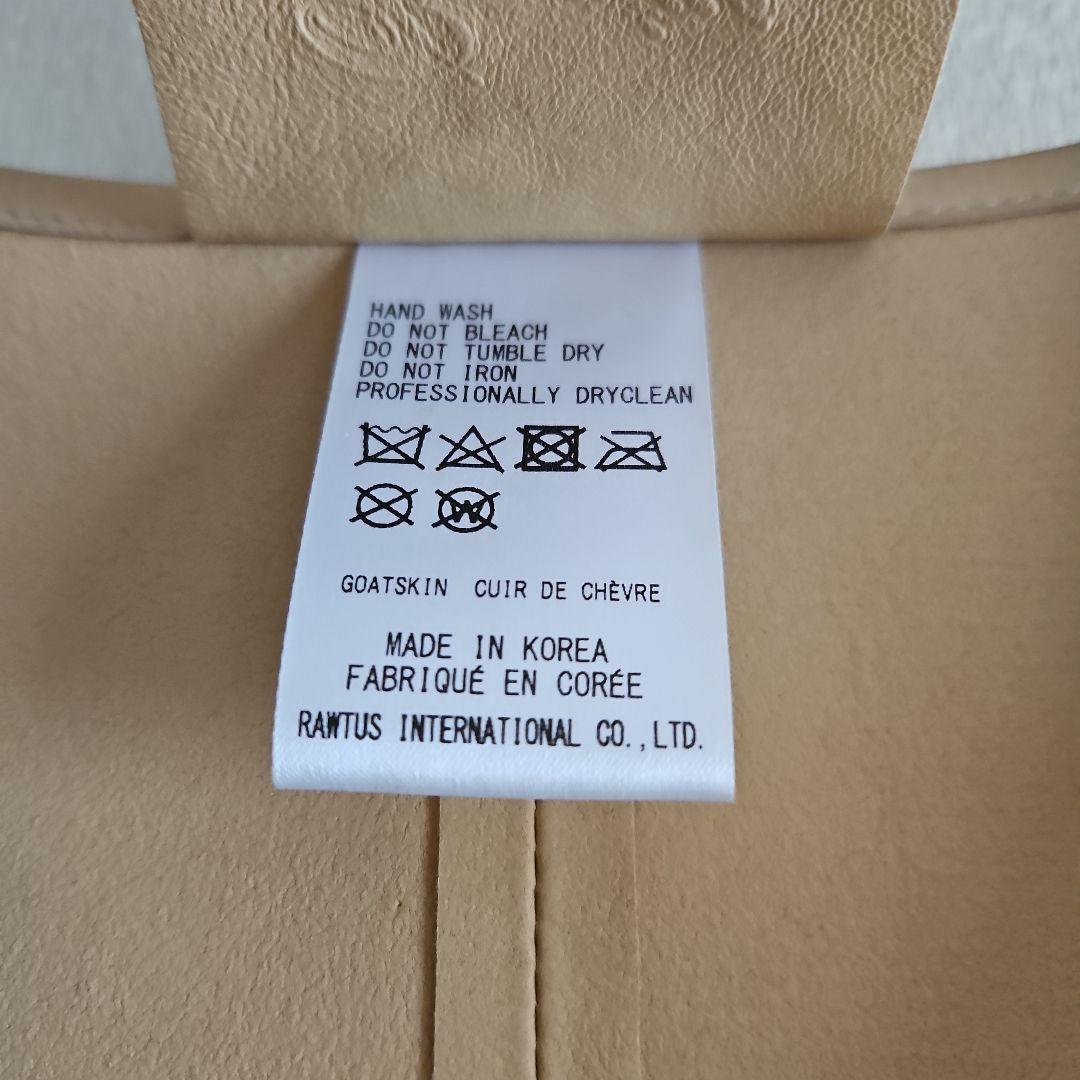 HAND WASH
DO NOT BLEACH
DO NOT TUMBLE DRY
DO NOT IRON
PROFESSIONALLY DRYCLEAN
W
GOATSKIN CUIR DE CHÈVRE
MADE IN KOREA
FABRIQUÉ EN CORÉE
RAWTUS INTERNATIONAL CO.,LTD.